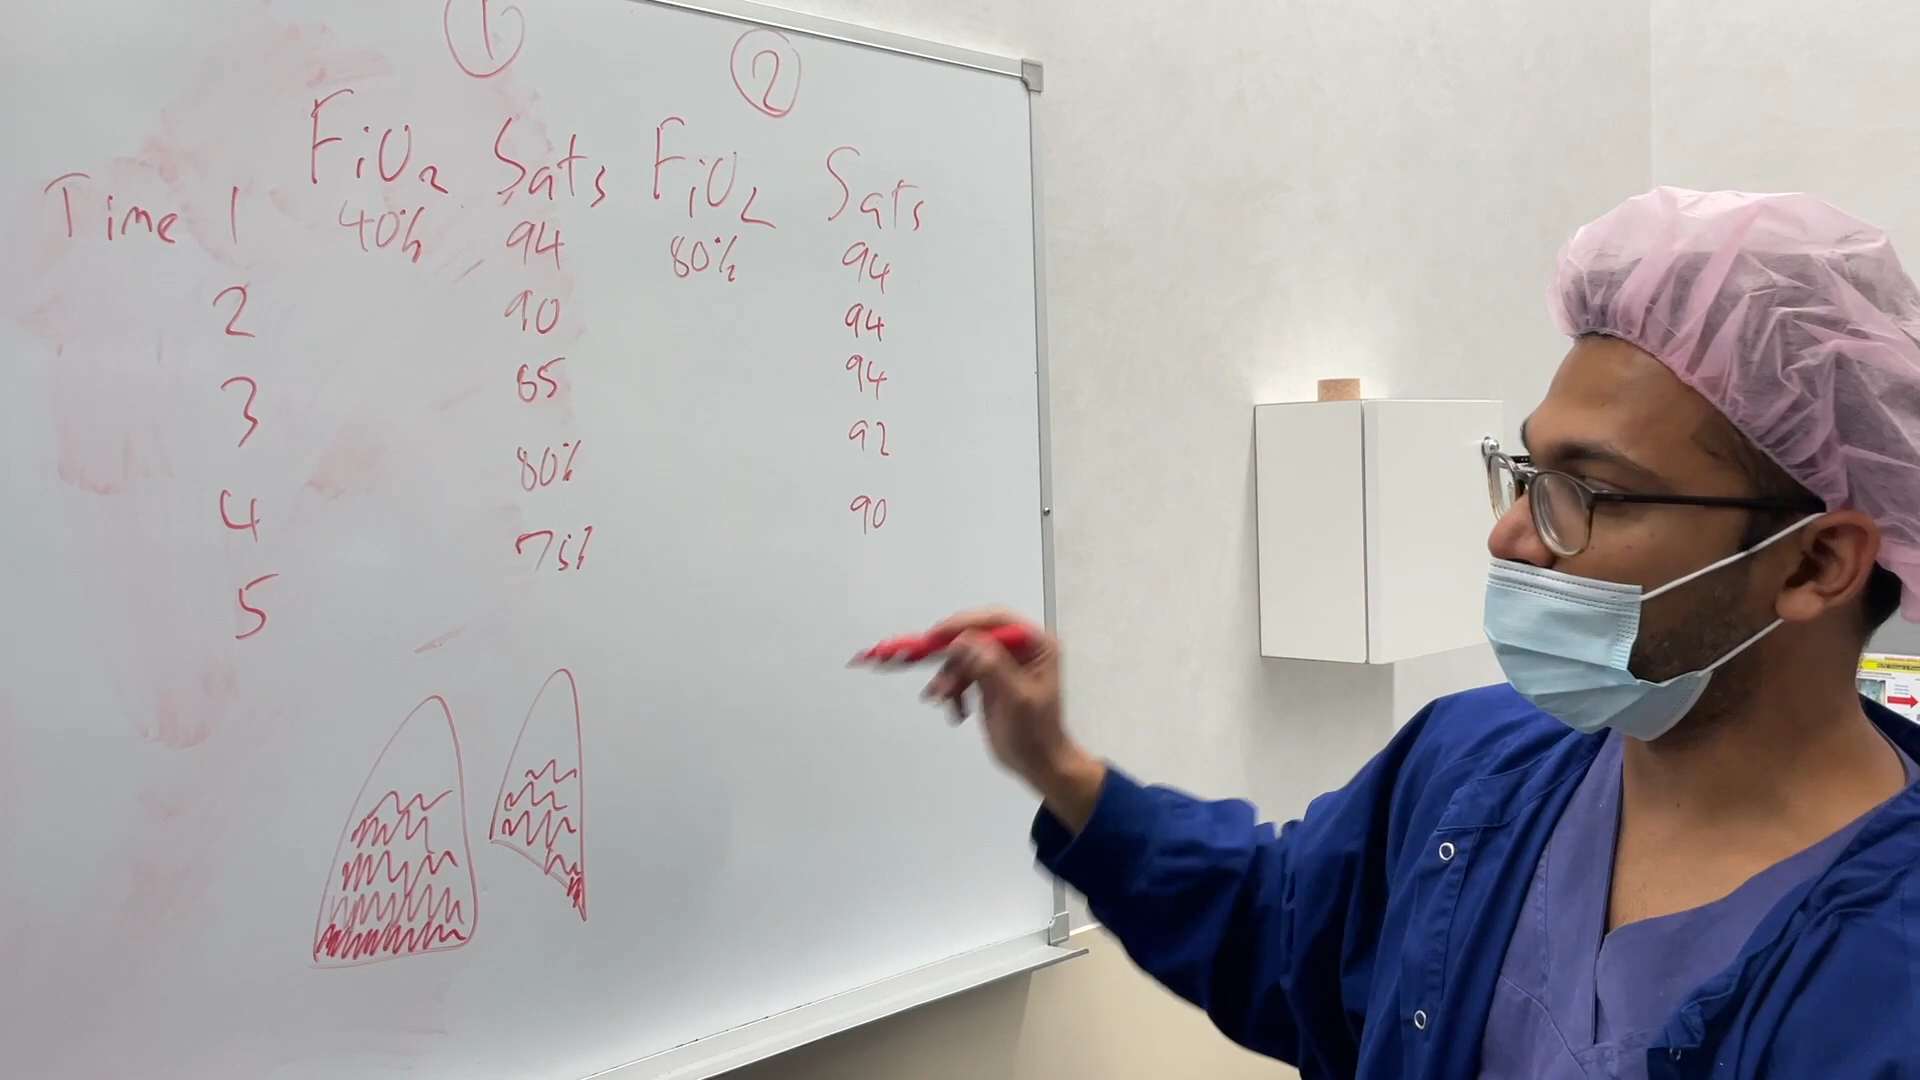 1 2
FiO2 Sats FiO2 Sats
Time 1 40% 94 80% 94
2 90 94
3 85 94
4 80% 92
5 75% 90